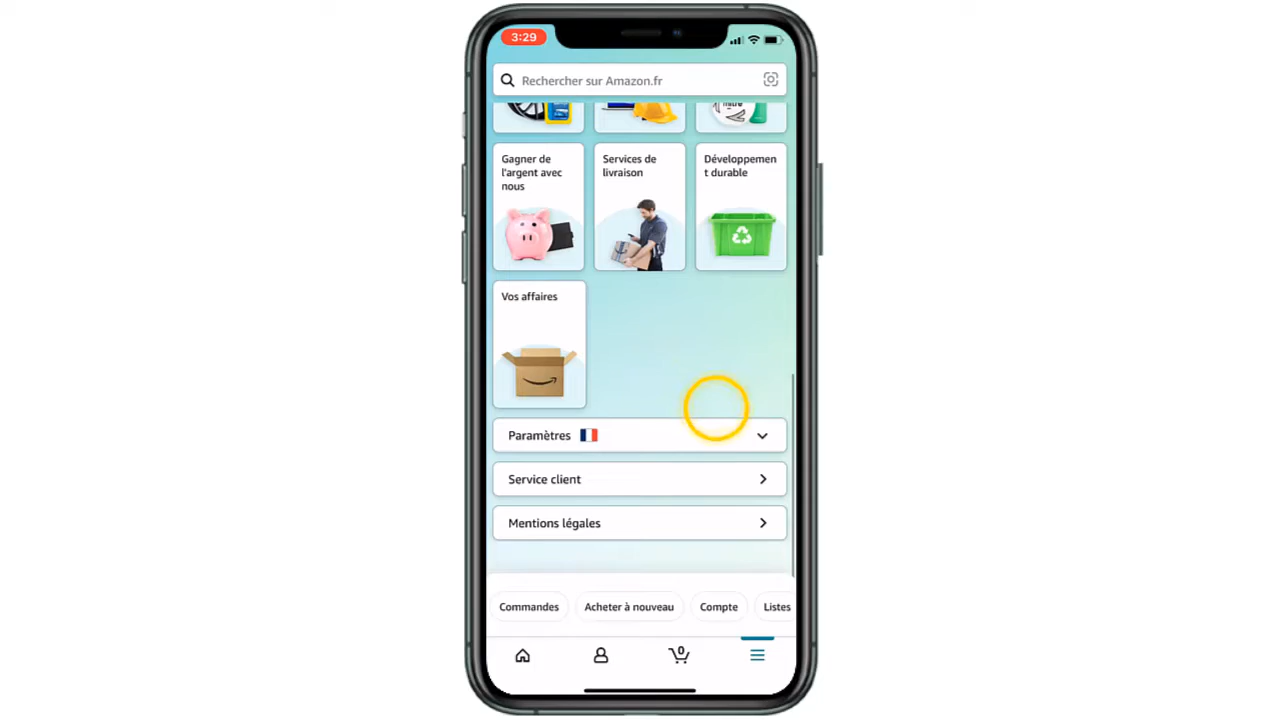 3:29
Rechercher sur Amazon.fr
Gagner de
l'argent avec
nous
Services de
livraison
Développemen
t durable
Vos affaires
Paramètres
Service client
Mentions légales
Commandes
Acheter à nouveau
Compte
Listes
0